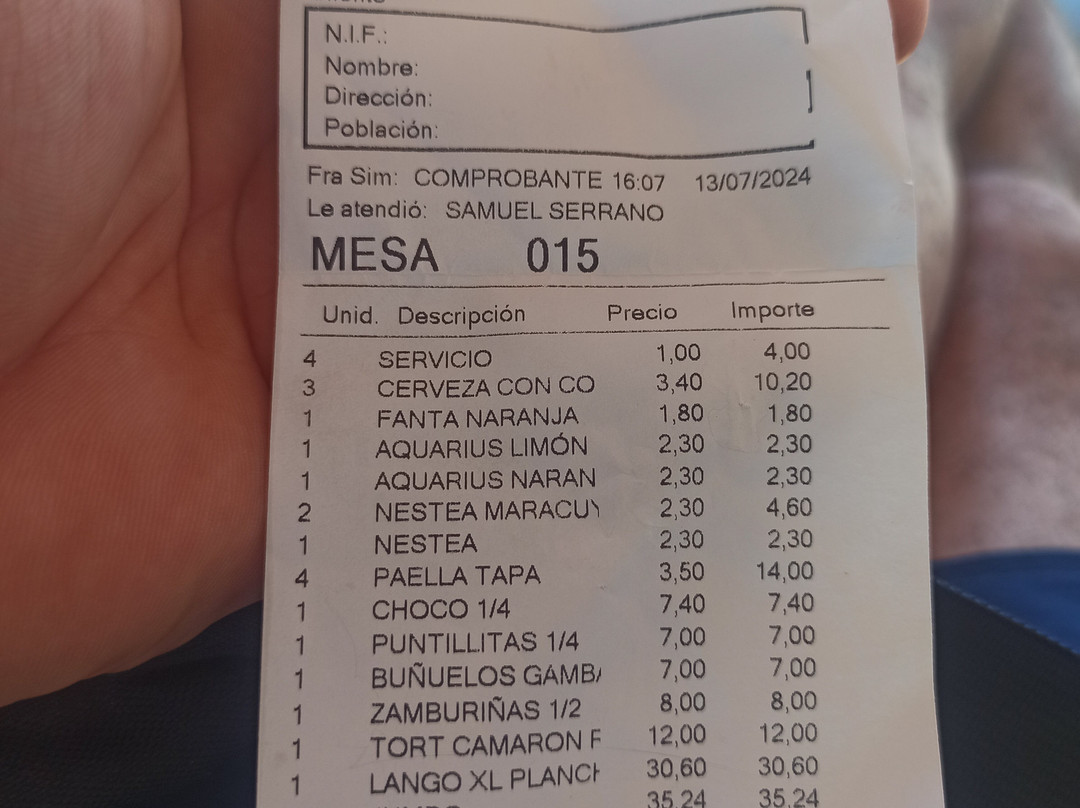 N.I.F.:
Nombre:
Dirección:
Población:
Fra Sim: COMPROBANTE 16:07 13/07/2024
Le atendió: SAMUEL SERRANO
MESA 015
Unid. Descripción Precio Importe
4 SERVICIO 1,00 4,00
3 CERVEZA CON CO 3,40 10,20
1 FANTA NARANJA 1,80 1,80
1 AQUARIUS LIMÓN 2,30 2,30
1 AQUARIUS NARAN 2,30 2,30
2 NESTEA MARACUY 2,30 4,60
1 NESTEA 2,30 2,30
4 PAELLA TAPA 3,50 14,00
1 CHOCO 1/4 7,40 7,40
1 PUNTILLITAS 1/4 7,00 7,00
1 BUÑUELOS GAMBA 7,00 7,00
1 ZAMBURIÑAS 1/2 8,00 8,00
1 TORT CAMARON F 12,00 12,00
1 LANGO XL PLANCH 30,60 30,60
35,24 35,24